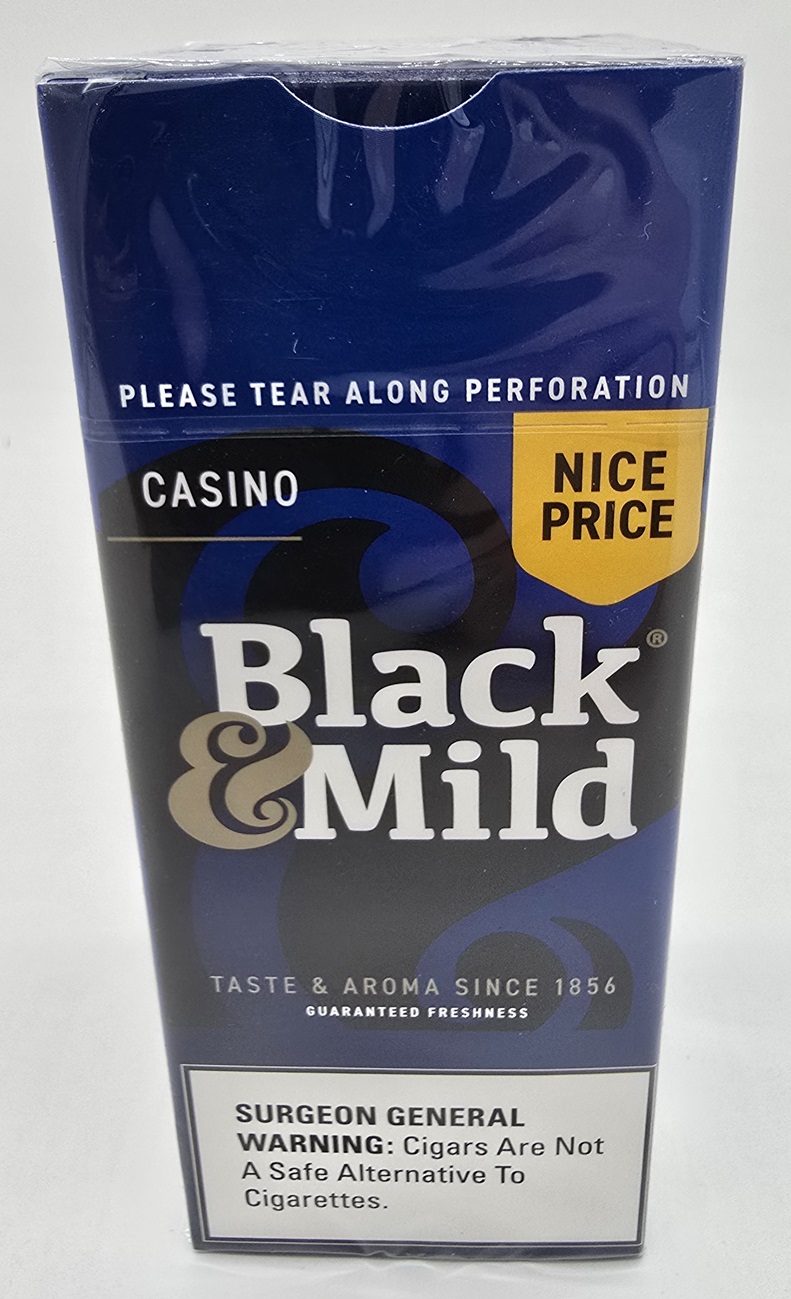 PLEASE TEAR ALONG PERFORATION
CASINO
NICE
PRICE
Black®
&Mild
TASTE & AROMA SINCE 1856
GUARANTEED FRESHNESS
SURGEON GENERAL
WARNING: Cigars Are Not
A Safe Alternative To
Cigarettes.